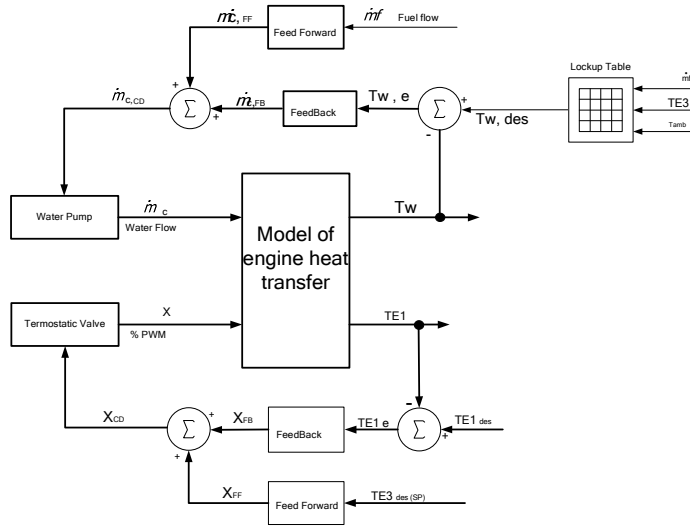 ṁc, FF
Feed Forward
ṁf Fuel flow
Lockup Table
+
ṁc,CD
Σ
+
ṁc,FB
FeedBack
Tw , e
Σ
+
Tw, des
-
ṁf
TE3
Tamb
Water Pump
ṁ c
Water Flow
Model of
engine heat
transfer
Tw
Termostatic Valve
X
% PWM
TE1
-
XCD
Σ
+
XFB
FeedBack
TE1 e
Σ
+
TE1 des
+
XFF
Feed Forward
TE3 des (SP)